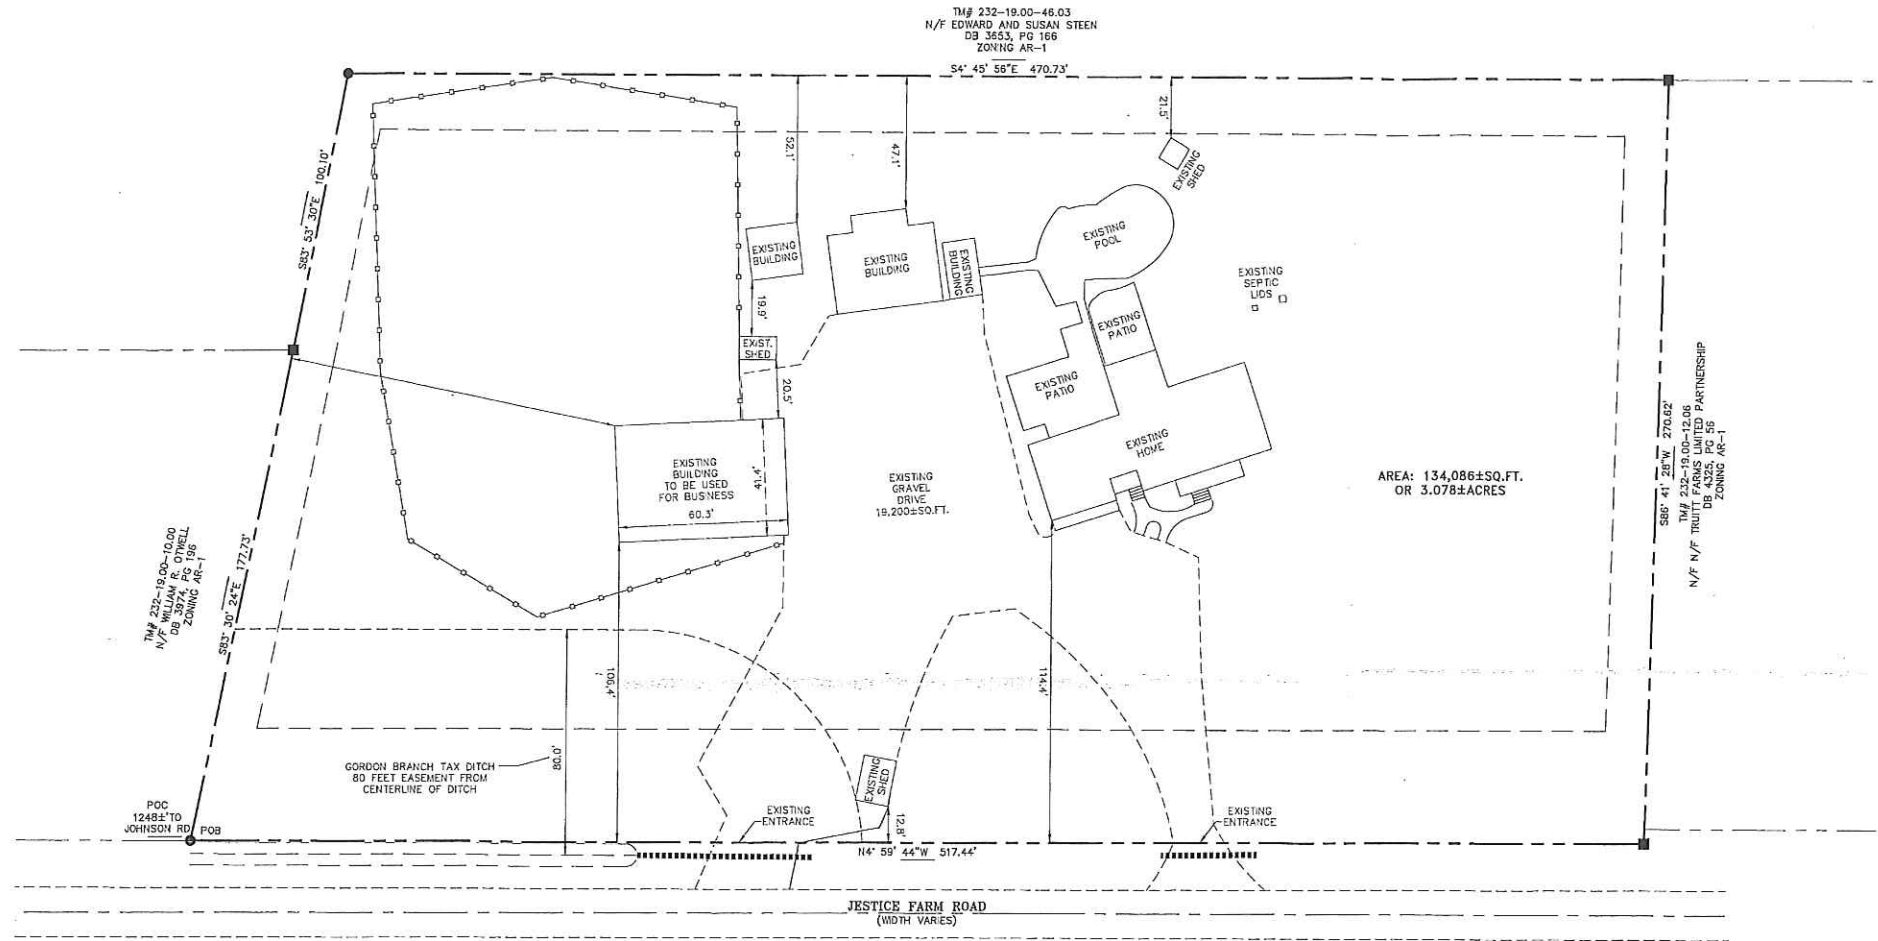 TM# 232-19.00-46.03
N/F EDWARD AND SUSAN STEEN
DB 3653, PG 166
ZONING AR-1
S4° 45' 56"E 470.73'
21.5'
52.1'
47.1'
EXISTING
SHED
S83° 53' 30"E 100.10'
EXISTING
POOL
EXISTING
BUILDING
EXISTING
BUILDING
EXISTING
BUILDING
EXISTING
SEPTIC
LIDS
19.9'
EXISTING
PATIO
EXIST.
SHED
20.5'
EXISTING
PATIO
EXISTING
HOME
EXISTING
BUILDING
TO BE USED
FOR BUSINESS
41.4'
60.3'
EXISTING
GRAVEL
DRIVE
19,200±SQ.FT.
AREA: 134,086±SQ.FT.
OR 3.078±ACRES
S86° 41' 28"W 270.62'
TM# 232-19.00-12.06
N/F N/F TRUITT FARMS LIMITED PARTNERSHIP
DB 4325, PG 56
ZONING AR-1
TM# 232-19.00-10.00
N/F WILLIAM R. OTWELL
DB 3974, PG 196
ZONING AR-1
S83° 30' 24"E 177.73'
106.4'
114.4'
80.0'
GORDON BRANCH TAX DITCH
80 FEET EASEMENT FROM
CENTERLINE OF DITCH
EXISTING
SHED
12.8'
POC
1248±'TO
JOHNSON RD
POB
EXISTING
ENTRANCE
EXISTING
ENTRANCE
N4° 59' 44"W 517.44'
JESTICE FARM ROAD
(WIDTH VARIES)